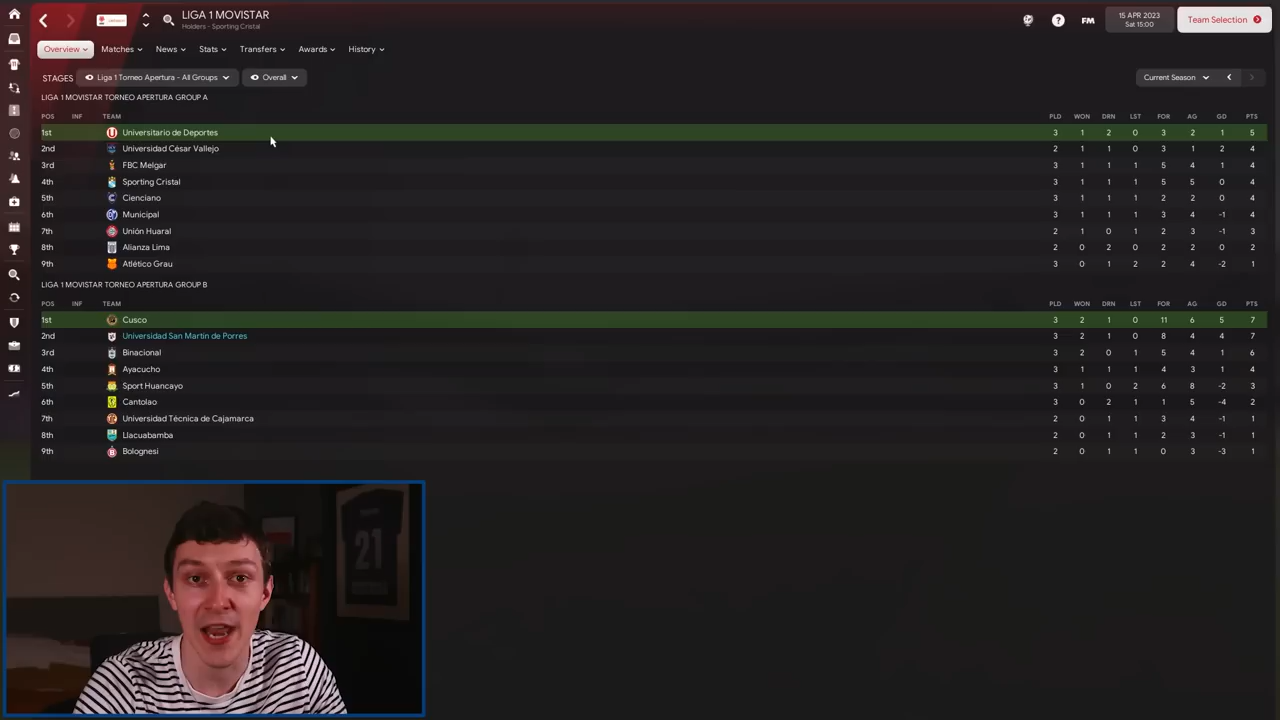 LIGA 1 MOVISTAR
Holders - Sporting Cristal
? FM 15 APR 2023 Sat 15:00 Team Selection
Overview Matches News Stats Transfers Awards History
STAGES Liga 1 Torneo Apertura - All Groups Overall Current Season
LIGA 1 MOVISTAR TORNEO APERTURA GROUP A
POS INF TEAM PLD WON DRN LST FOR AG GD PTS
1st Universitario de Deportes 3 1 2 0 3 2 1 5
2nd Universidad César Vallejo 2 1 1 0 3 1 2 4
3rd FBC Melgar 3 1 1 1 5 4 1 4
4th Sporting Cristal 3 1 1 1 5 5 0 4
5th Cienciano 3 1 1 1 2 2 0 4
6th Municipal 3 1 1 1 3 4 -1 4
7th Unión Huaral 2 1 0 1 2 3 -1 3
8th Alianza Lima 2 0 2 0 2 2 0 2
9th Atlético Grau 3 0 1 2 2 4 -2 1
LIGA 1 MOVISTAR TORNEO APERTURA GROUP B
POS INF TEAM PLD WON DRN LST FOR AG GD PTS
1st Cusco 3 2 1 0 11 6 5 7
2nd Universidad San Martín de Porres 3 2 1 0 8 4 4 7
3rd Binacional 3 2 0 1 5 4 1 6
4th Ayacucho 3 1 1 1 4 3 1 4
5th Sport Huancayo 3 1 0 2 6 8 -2 3
6th Cantolao 3 0 2 1 1 5 -4 2
7th Universidad Técnica de Cajamarca 2 0 1 1 3 4 -1 1
8th Llacuabamba 2 0 1 1 2 3 -1 1
9th Bolognesi 2 0 1 1 0 3 -3 1
21